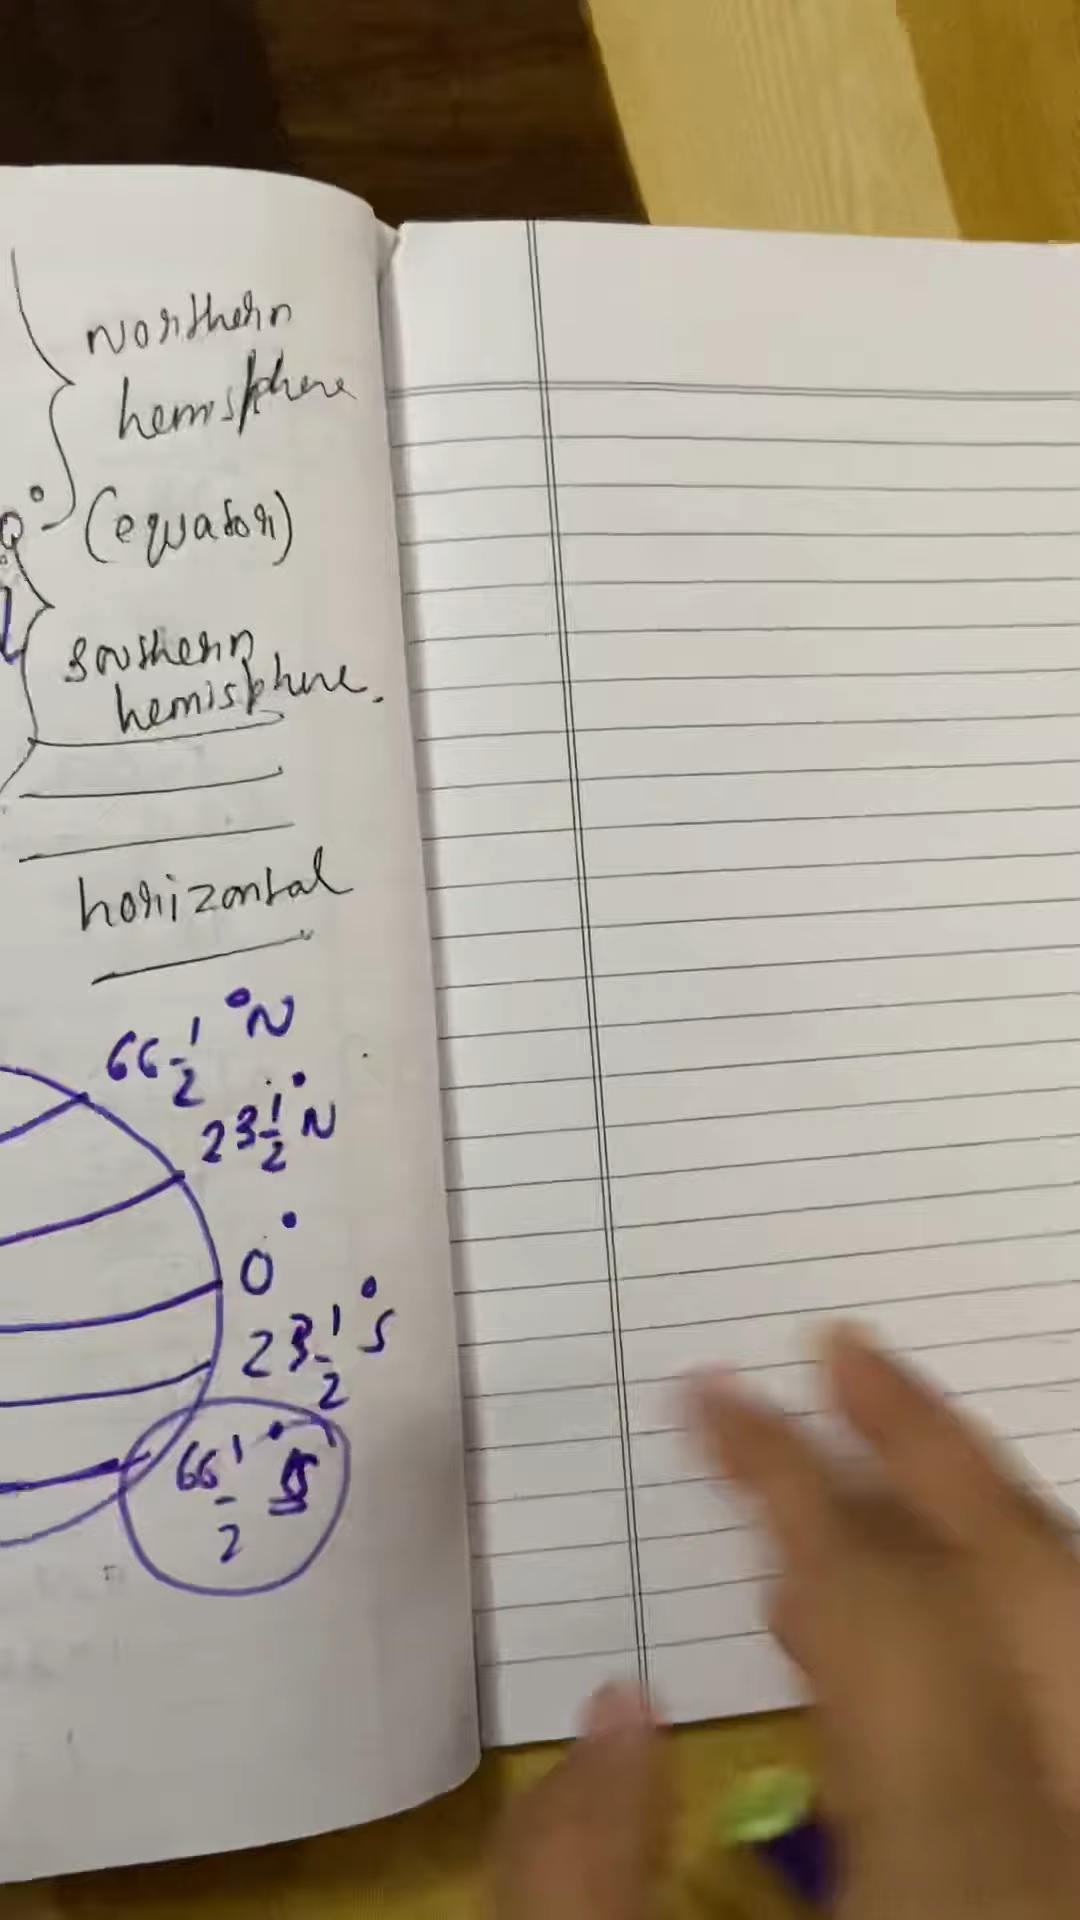 Northern
hemisphere
0°
(equator)
Southern
hemisphere.
horizontal
66 1/2 °N
23 1/2 °N
0°
23 1/2 °S
66 1/2 °S